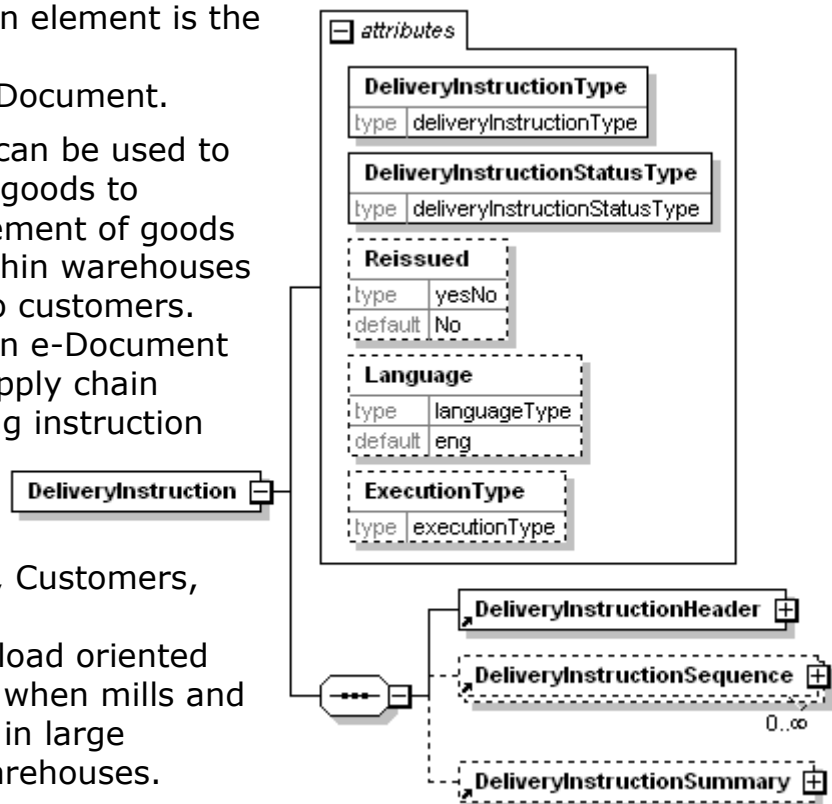 n element is the
Document.
can be used to
goods to
ement of goods
hin warehouses
o customers.
n e-Document
pply chain
g instruction
, Customers,
load oriented
when mills and
in large
arehouses.
DeliveryInstruction
attributes
DeliveryInstructionType
type deliveryInstructionType
DeliveryInstructionStatusType
type deliveryInstructionStatusType
Reissued
type yesNo
default No
Language
type languageType
default eng
ExecutionType
type executionType
DeliveryInstructionHeader
DeliveryInstructionSequence
0..∞
DeliveryInstructionSummary